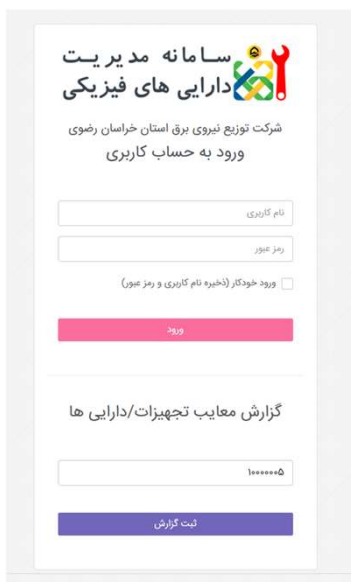 سامانه مدیریت
دارایی های فیزیکی
شرکت توزیع نیروی برق استان خراسان رضوی
ورود به حساب کاربری
نام کاربری
رمز عبور
ورود خودکار (ذخیره نام کاربری و رمز عبور)
ورود
گزارش معایب تجهیزات/دارایی ها
۱۰۰۰۰۰۰۵
ثبت گزارش